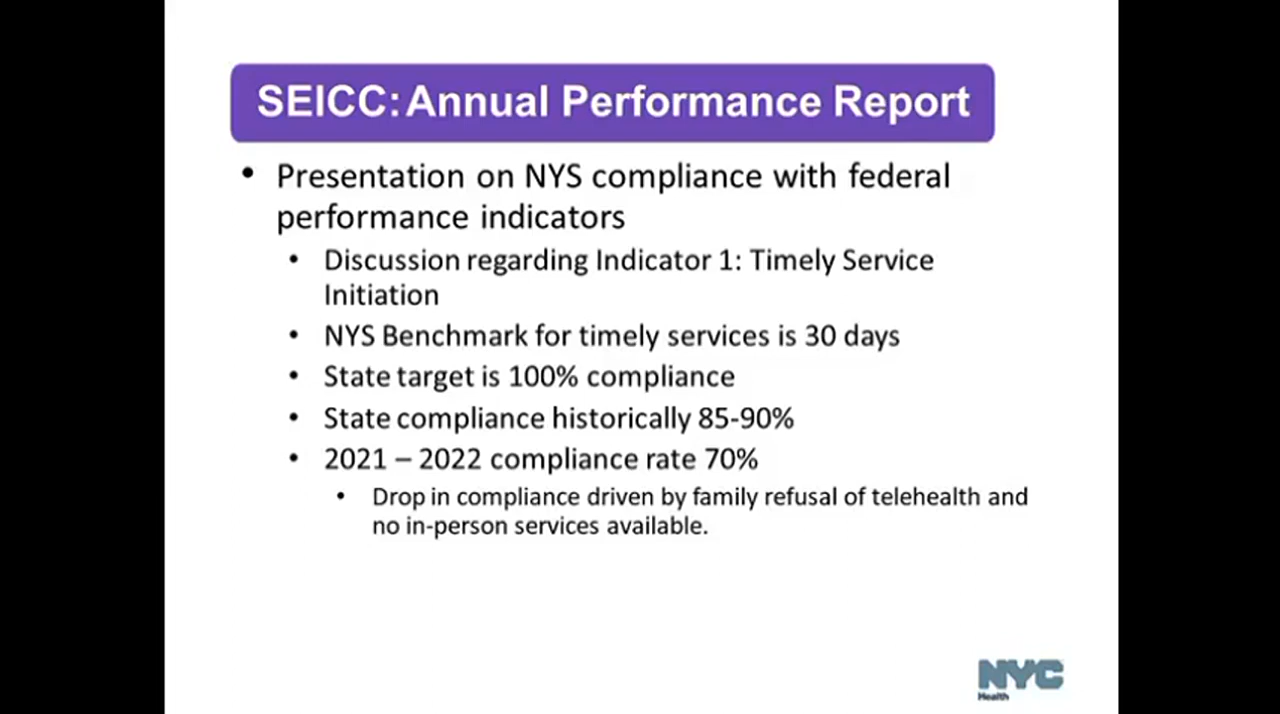 SEICC: Annual Performance Report
• Presentation on NYS compliance with federal
performance indicators
• Discussion regarding Indicator 1: Timely Service
Initiation
• NYS Benchmark for timely services is 30 days
• State target is 100% compliance
• State compliance historically 85-90%
• 2021 – 2022 compliance rate 70%
• Drop in compliance driven by family refusal of telehealth and
no in-person services available.
NYC
Health